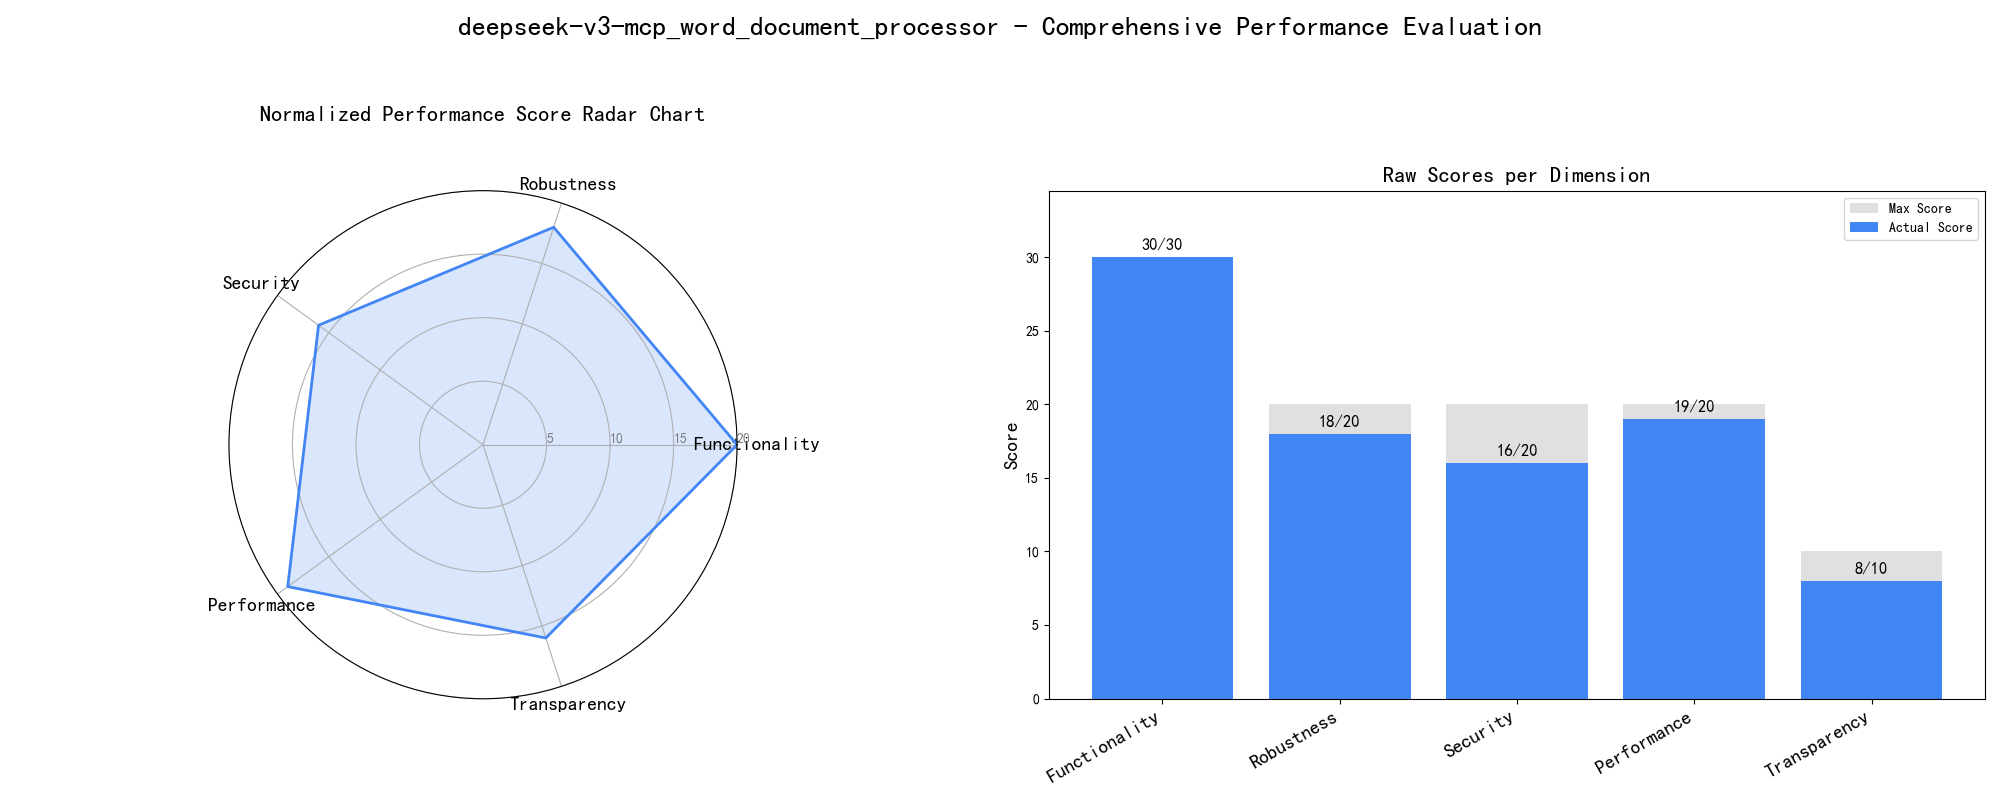 deepseek-v3-mcp_word_document_processor - Comprehensive Performance Evaluation
Normalized Performance Score Radar Chart
Robustness
Security
Functionality
Performance
Transparency
5
10
15
20
Raw Scores per Dimension
Max Score
Actual Score
Score
30
25
20
15
10
5
0
30/30
18/20
16/20
19/20
8/10
Functionality
Robustness
Security
Performance
Transparency